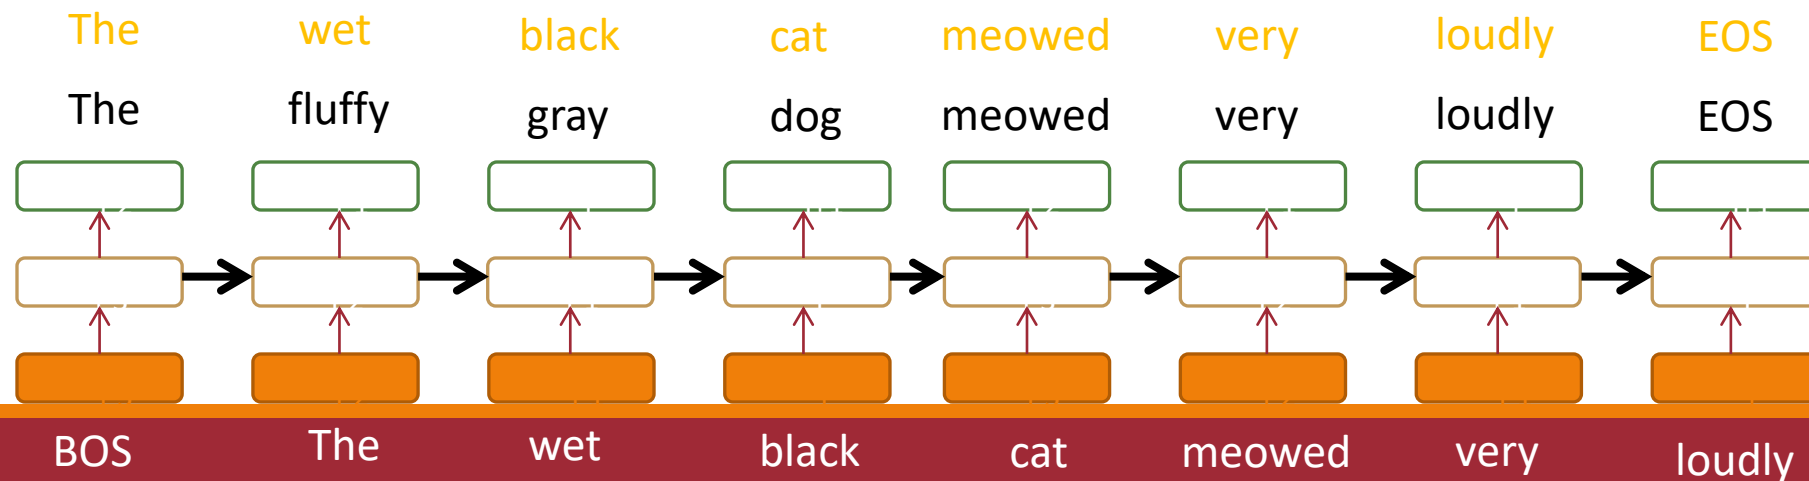 The wet black cat meowed very loudly EOS
The fluffy gray dog meowed very loudly EOS
BOS The wet black cat meowed very loudly